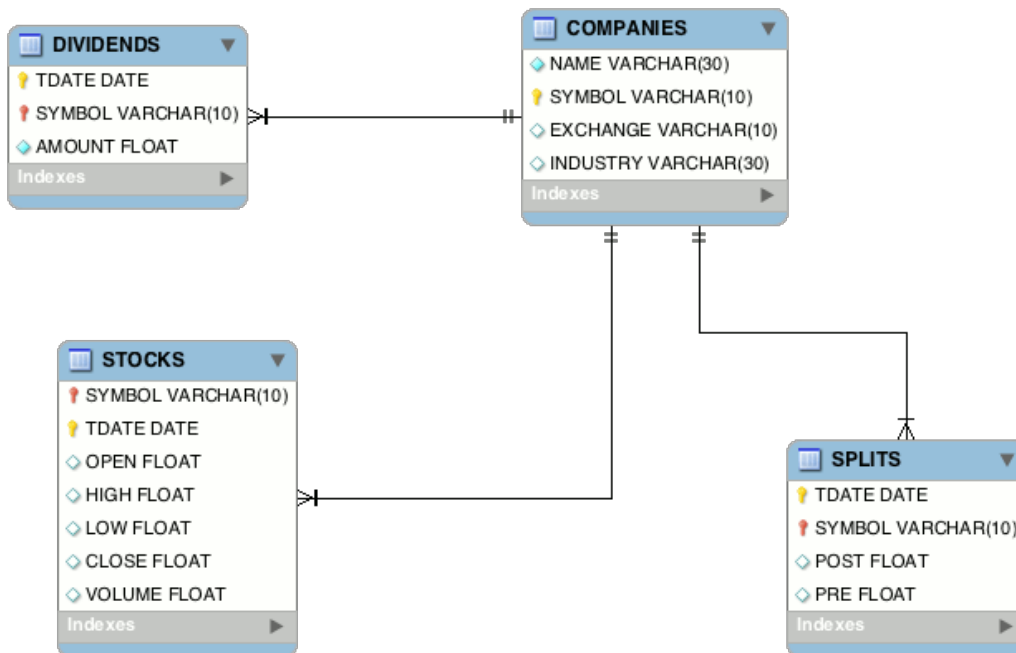 DIVIDENDS
TDATE DATE
SYMBOL VARCHAR(10)
AMOUNT FLOAT
Indexes
COMPANIES
NAME VARCHAR(30)
SYMBOL VARCHAR(10)
EXCHANGE VARCHAR(10)
INDUSTRY VARCHAR(30)
Indexes
STOCKS
SYMBOL VARCHAR(10)
TDATE DATE
OPEN FLOAT
HIGH FLOAT
LOW FLOAT
CLOSE FLOAT
VOLUME FLOAT
Indexes
SPLITS
TDATE DATE
SYMBOL VARCHAR(10)
POST FLOAT
PRE FLOAT
Indexes